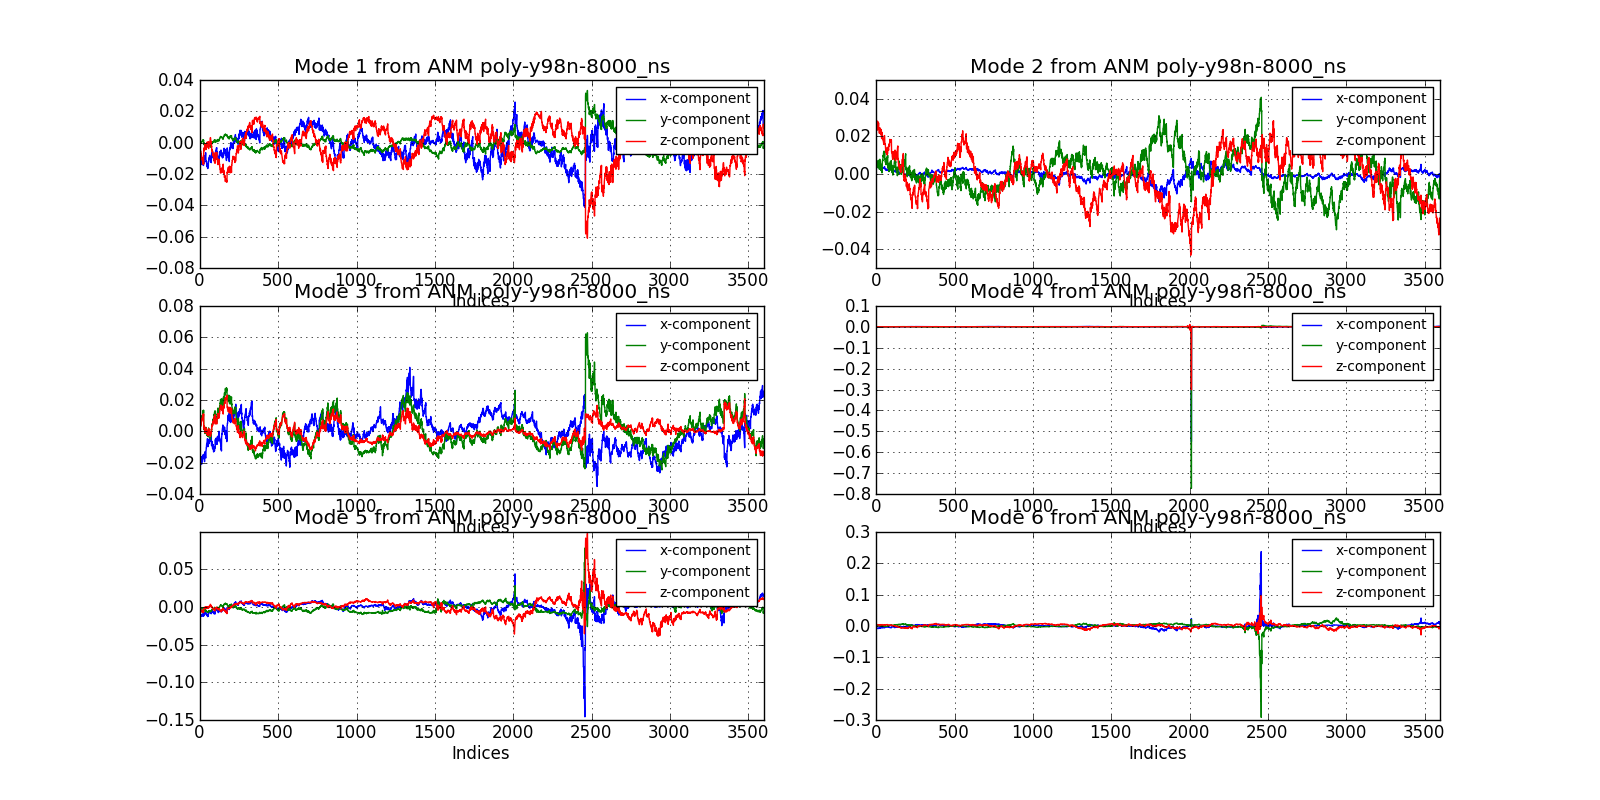 Mode 1 from ANM poly-y98n-8000_ns
0.04
0.02
0.00
−0.02
−0.04
−0.06
−0.08
x-component
y-component
z-component
0 500 1000 1500 2000 2500 3000 3500
Indices
Mode 2 from ANM poly-y98n-8000_ns
0.04
0.02
0.00
−0.02
−0.04
x-component
y-component
z-component
0 500 1000 1500 2000 2500 3000 3500
Indices
Mode 3 from ANM poly-y98n-8000_ns
0.08
0.06
0.04
0.02
0.00
−0.02
−0.04
x-component
y-component
z-component
0 500 1000 1500 2000 2500 3000 3500
Indices
Mode 4 from ANM poly-y98n-8000_ns
0.1
0.0
−0.1
−0.2
−0.3
−0.4
−0.5
−0.6
−0.7
−0.8
x-component
y-component
z-component
0 500 1000 1500 2000 2500 3000 3500
Indices
Mode 5 from ANM poly-y98n-8000_ns
0.05
0.00
−0.05
−0.10
−0.15
x-component
y-component
z-component
0 500 1000 1500 2000 2500 3000 3500
Indices
Mode 6 from ANM poly-y98n-8000_ns
0.3
0.2
0.1
0.0
−0.1
−0.2
−0.3
x-component
y-component
z-component
0 500 1000 1500 2000 2500 3000 3500
Indices